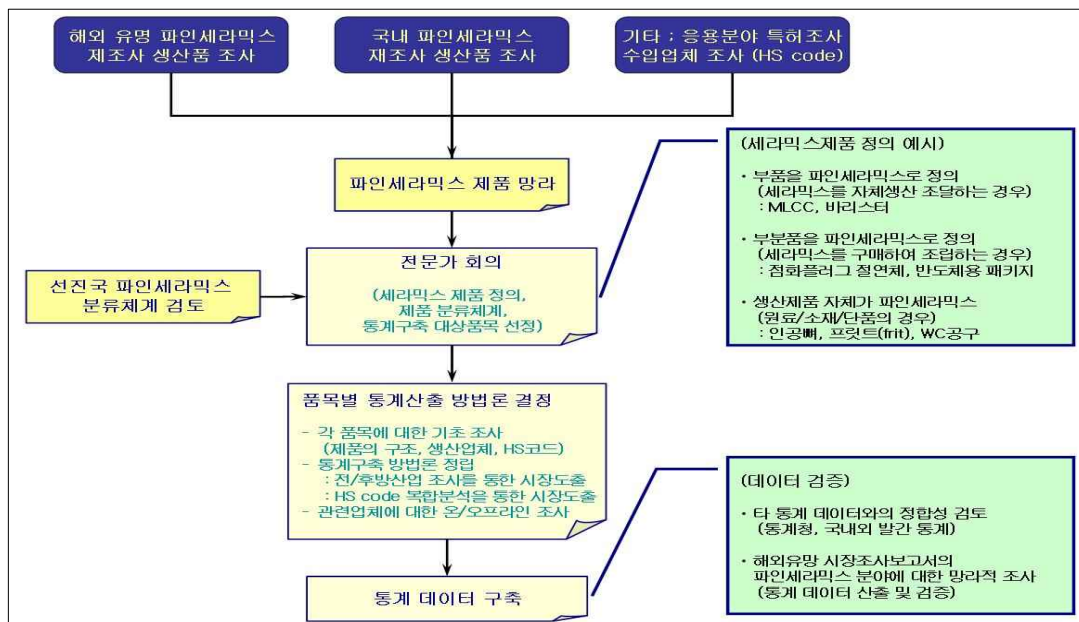 해외 유명 파인세라믹스
제조사 생산품 조사
국내 파인세라믹스
재조사 생산품 조사
기타 ; 응용분야 특허조사
수입업체 조사 (HS code)
파인세라믹스 제품 망라
선진국 파인세라믹스
분류체계 검토
전문가 회의
(세라믹스 제품 정의,
제품 분류체계,
통계구축 대상품목 선정)
(세라믹스제품 정의 예시)
· 부품을 파인세라믹스로 정의
(세라믹스를 자체생산 조달하는 경우)
: MLCC, 바리스터
· 부분품을 파인세라믹스로 정의
(세라믹스를 구매하여 조립하는 경우)
: 점화플러그 절연체, 반도체용 패키지
· 생산제품 자체가 파인세라믹스
(원료/소재/단품의 경우)
: 인공뼈, 프릿트(frit), WC공구
품목별 통계산출 방법론 결정
- 각 품목에 대한 기초 조사
(제품의 구조, 생산업체, HS코드)
- 통계구축 방법론 정립
: 전/후방산업 조사를 통한 시장도출
: HS code 복합분석을 통한 시장도출
- 관련업체에 대한 온/오프라인 조사
통계 데이터 구축
(데이터 검증)
· 타 통계 데이터와의 정합성 검토
(통계청, 국내외 발간 통계)
· 해외유망 시장조사보고서의
파인세라믹스 분야에 대한 망라적 조사
(통계 데이터 산출 및 검증)